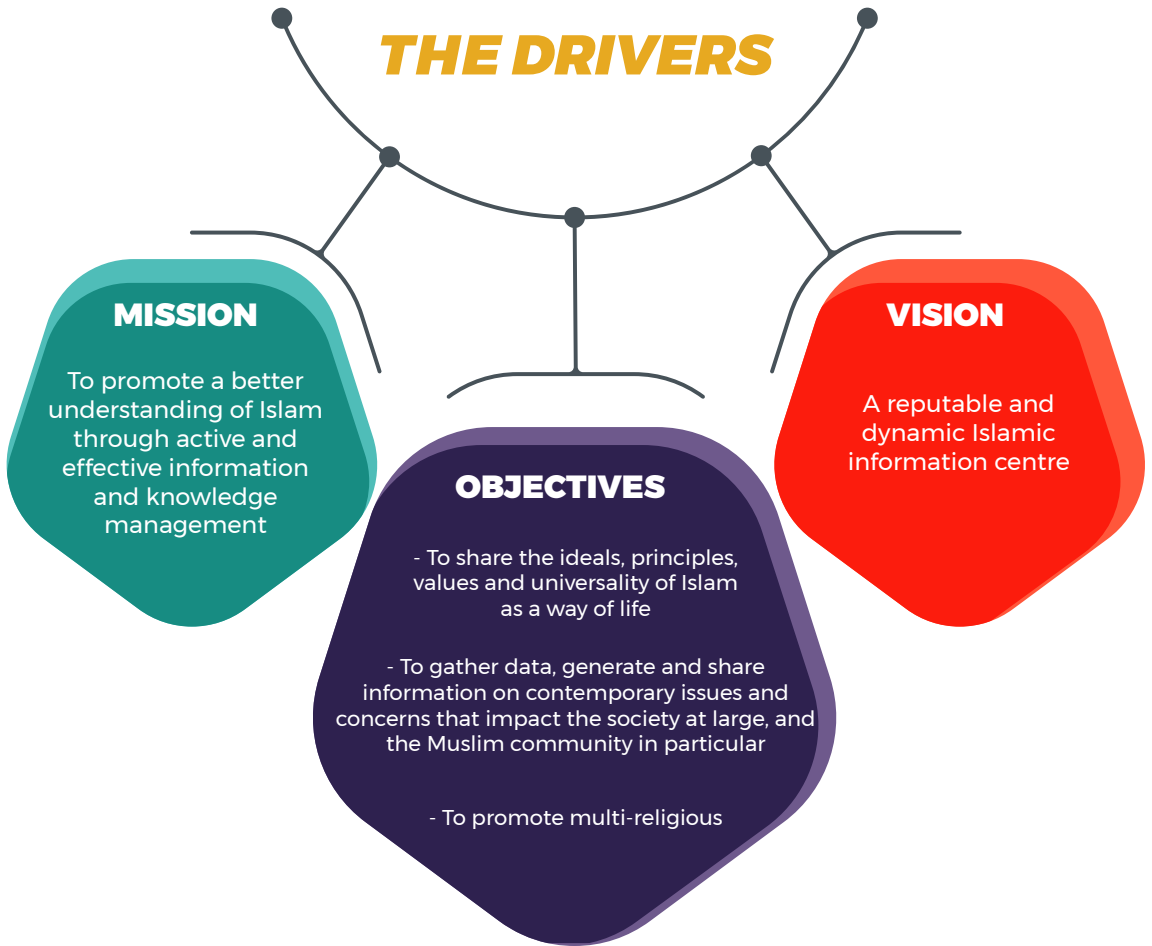 THE DRIVERS
MISSION
To promote a better
understanding of Islam
through active and
effective information
and knowledge
management
OBJECTIVES
- To share the ideals, principles,
values and universality of Islam
as a way of life
- To gather data, generate and share
information on contemporary issues and
concerns that impact the society at large, and
the Muslim community in particular
- To promote multi-religious
VISION
A reputable and
dynamic Islamic
information centre